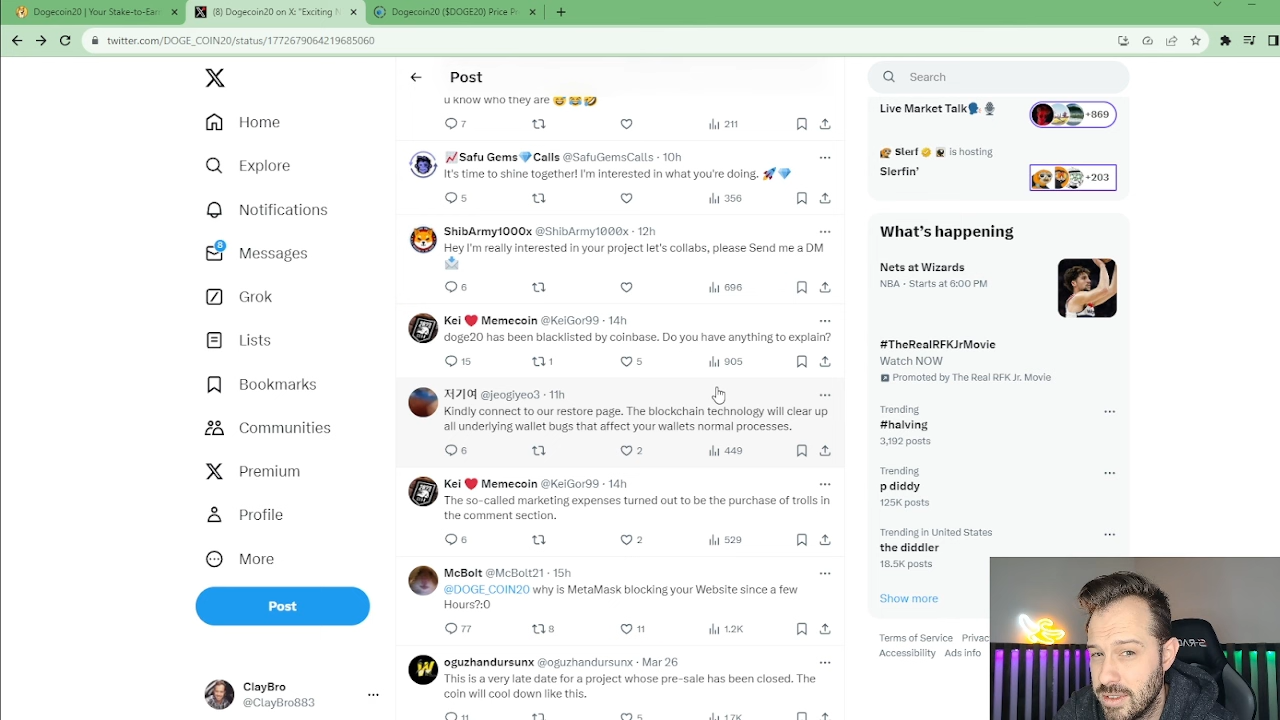 Dogecoin20 | Your Stake-to-Earn
(8) Dogecoin20 on X: "Exciting N
Dogecoin20 ($DOGE20) Price P
twitter.com/DOGE_COIN20/status/1772679064219685060
Home
Explore
Notifications
8
Messages
Grok
Lists
Bookmarks
Communities
Premium
Profile
More
Post
ClayBro
@ClayBro883
Post
u know who they are 😅😂🤣
7 211
📈Safu Gems💎Calls @SafuGemsCalls · 10h
It's time to shine together! I'm interested in what you're doing. 🚀💎
5 356
ShibArmy1000x @ShibArmy1000x · 12h
Hey I'm really interested in your project let's collabs, please Send me a DM
📩
6 696
Kei ❤️ Memecoin @KeiGor99 · 14h
doge20 has been blacklisted by coinbase. Do you have anything to explain?
15 1 5 905
저기여 @jeogiyeo3 · 11h
Kindly connect to our restore page. The blockchain technology will clear up
all underlying wallet bugs that affect your wallets normal processes.
6 2 449
Kei ❤️ Memecoin @KeiGor99 · 14h
The so-called marketing expenses turned out to be the purchase of trolls in
the comment section.
6 2 529
McBolt @McBolt21 · 15h
@DOGE_COIN20 why is MetaMask blocking your Website since a few
Hours?:0
77 8 11 1.2K
oguzhandursunx @oguzhandursunx · Mar 26
This is a very late date for a project whose pre-sale has been closed. The
coin will cool down like this.
11 5 1.7K
Search
Live Market Talk🗣️🎙️
+869
Slerf is hosting
Slerfin'
+203
What's happening
Nets at Wizards
NBA · Starts at 6:00 PM
#TheRealRFKJrMovie
Watch NOW
Promoted by The Real RFK Jr. Movie
Trending
#halving
3,192 posts
Trending
p diddy
125K posts
Trending in United States
the diddler
18.5K posts
Show more
Terms of Service Privac
Accessibility Ads info